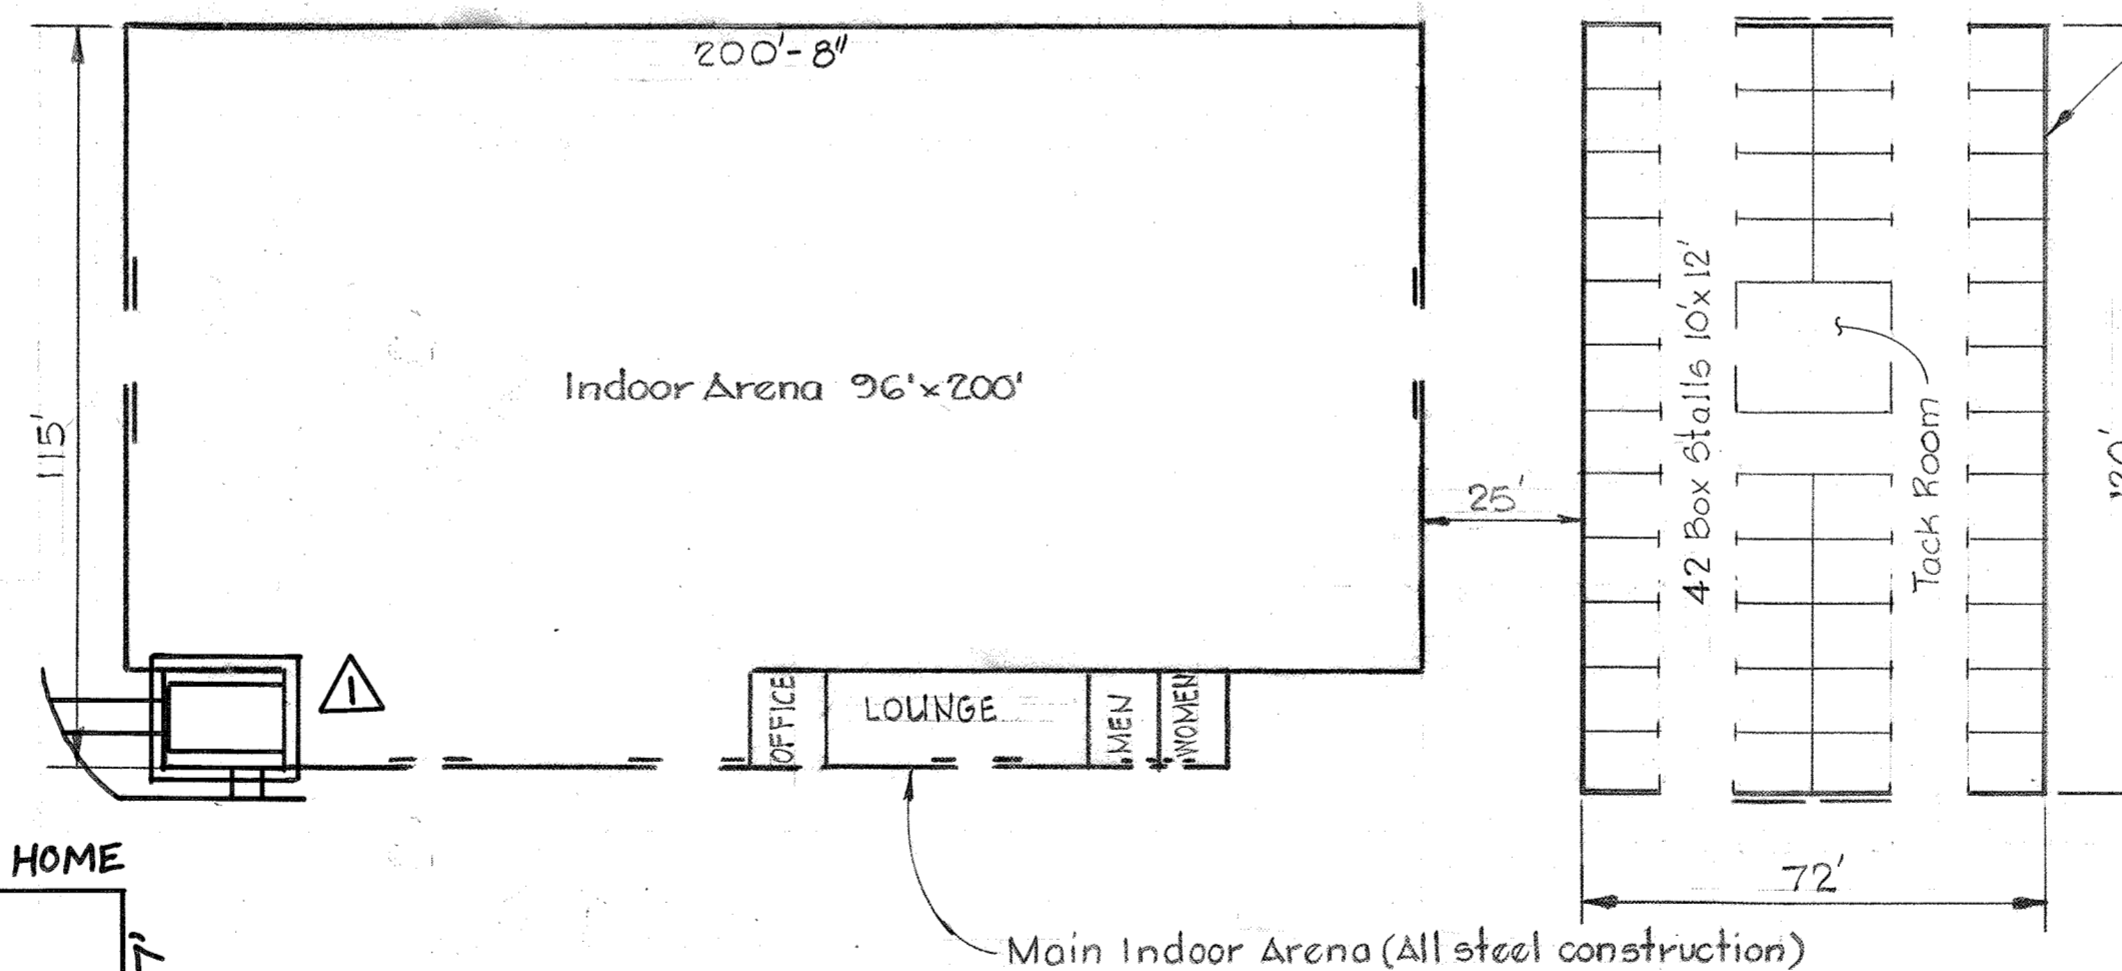 200'-8"
115'
Indoor Arena 96'x200'
42 Box Stalls 10'x12'
Tack Room
25'
1
OFFICE
LOUNGE
MEN
WOMEN
72'
HOME
7'
Main Indoor Arena (All steel construction)